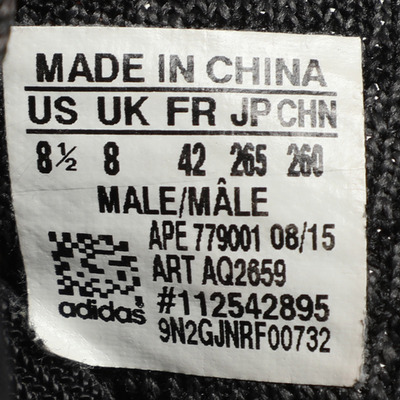 MADE IN CHINA
US UK FR JP CHN
8½ 8 42 265 260
MALE/MÂLE
APE 779001 08/15
ART AQ2659
#112542895
adidas
9N2GJNRF00732